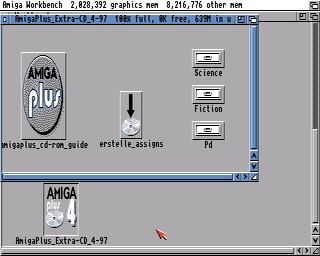 Amiga Workbench 2,028,392 graphics mem 8,216,776 other mem
AmigaPlus_Extra-CD_4-97 100% full, 0K free, 639M in u
AMIGA
plus
Science
Fiction
Pd
amigaplus_cd-rom_guide
erstelle_assigns
AMIGA
plus
4
AmigaPlus_Extra-CD_4-97